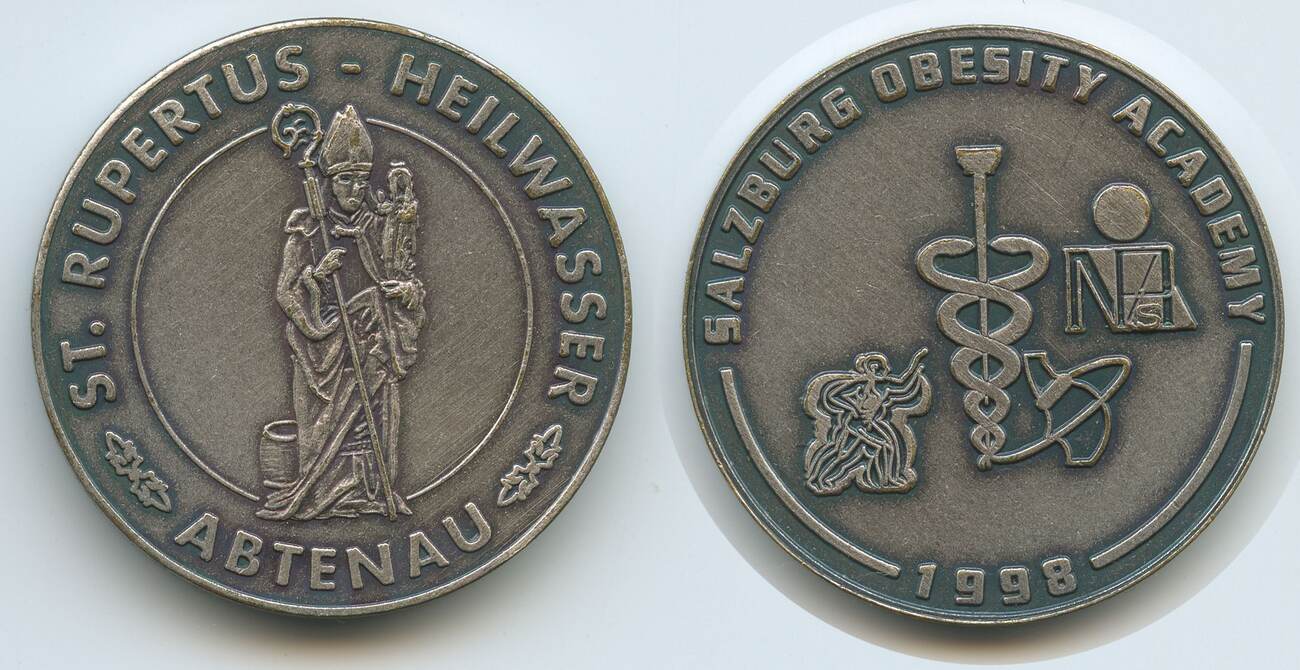 ST. RUPERTUS - HEILWASSER
ABTENAU
SALZBURG OBESITY ACADEMY
1998